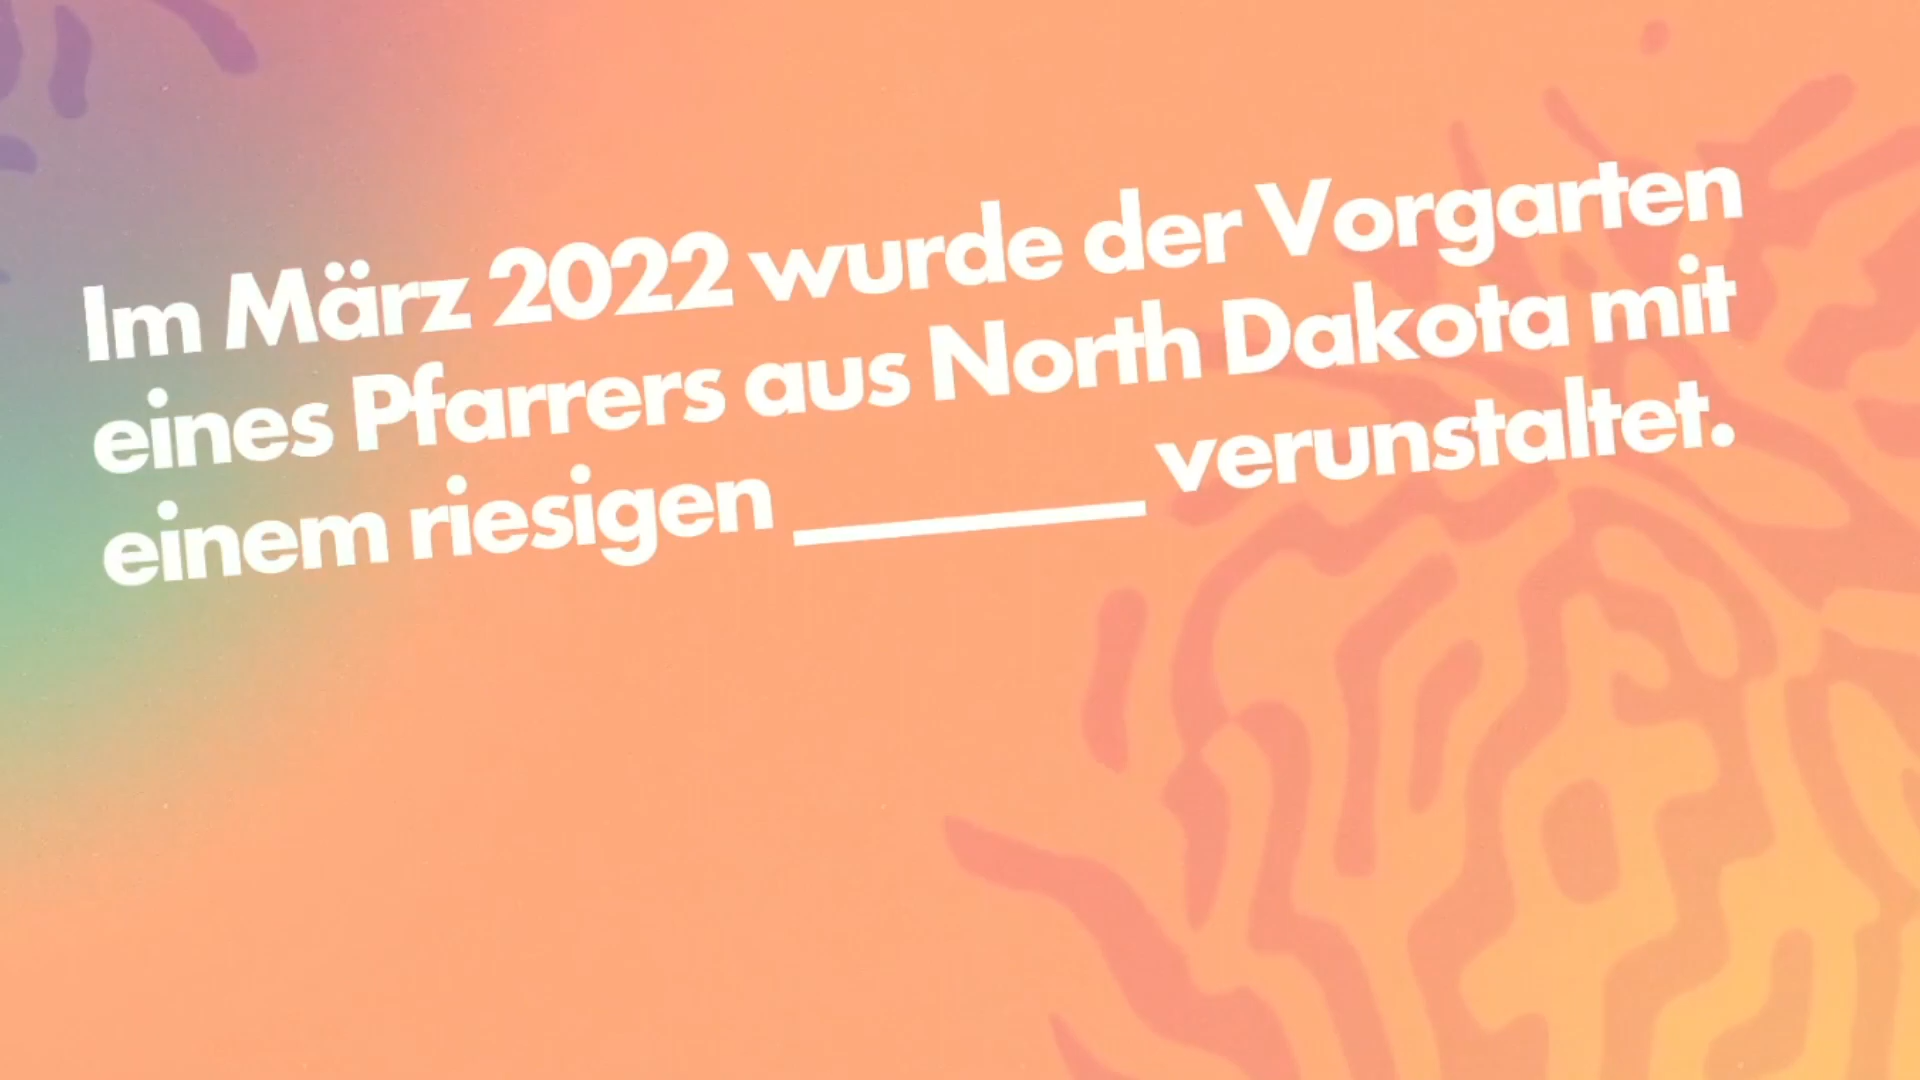 Im März 2022 wurde der Vorgarten
eines Pfarrers aus North Dakota mit
einem riesigen ________ verunstaltet.